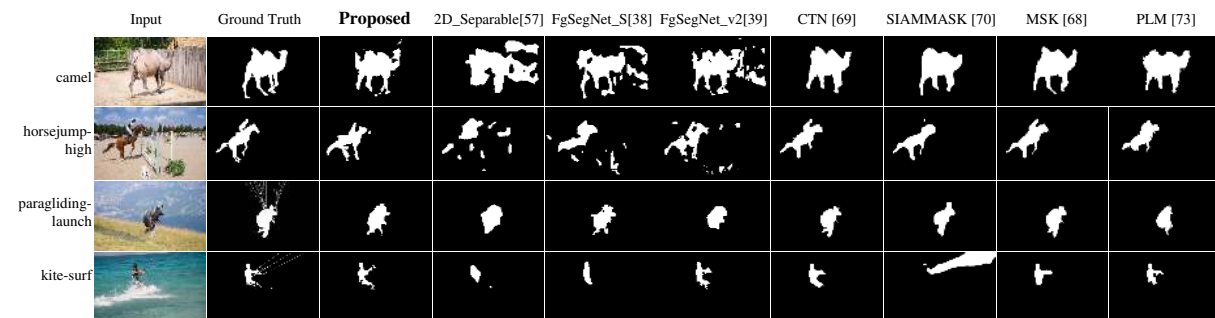 Input Ground Truth Proposed 2D_Separable[57] FgSegNet_S[38] FgSegNet_v2[39] CTN [69] SIAMMASK [70] MSK [68] PLM [73]
camel
horsejump-
high
paragliding-
launch
kite-surf